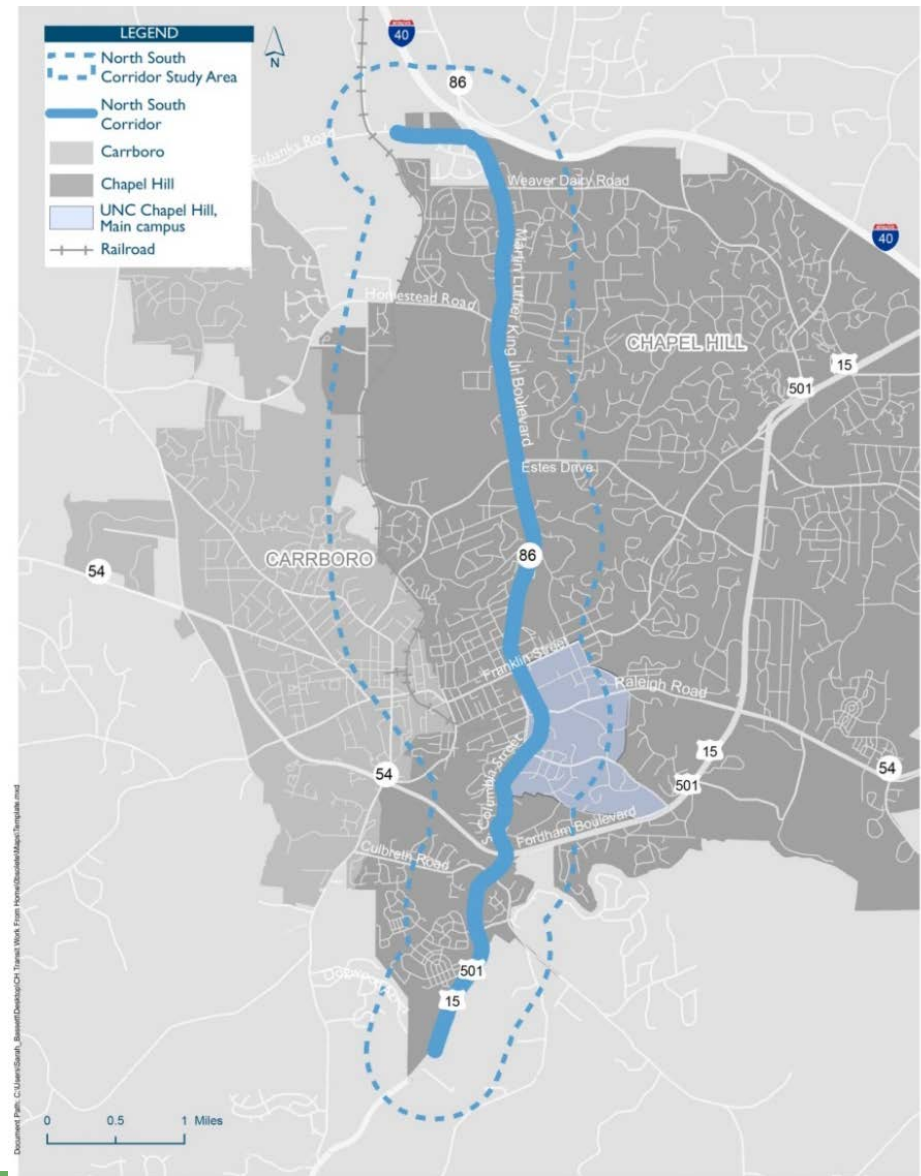 LEGEND
North South
Corridor Study Area
North South
Corridor
Carrboro
Chapel Hill
UNC Chapel Hill,
Main campus
Railroad
N
40
86
Eubanks Road
Weaver Dairy Road
40
Martin Luther King Jr Boulevard
Homestead Road
CHAPEL HILL
15
501
Estes Drive
86
CARRBORO
54
Franklin Street
Raleigh Road
15
54
54
501
S Columbia Street
Fordham Boulevard
Culbreth Road
501
15
0 0.5 1 Miles